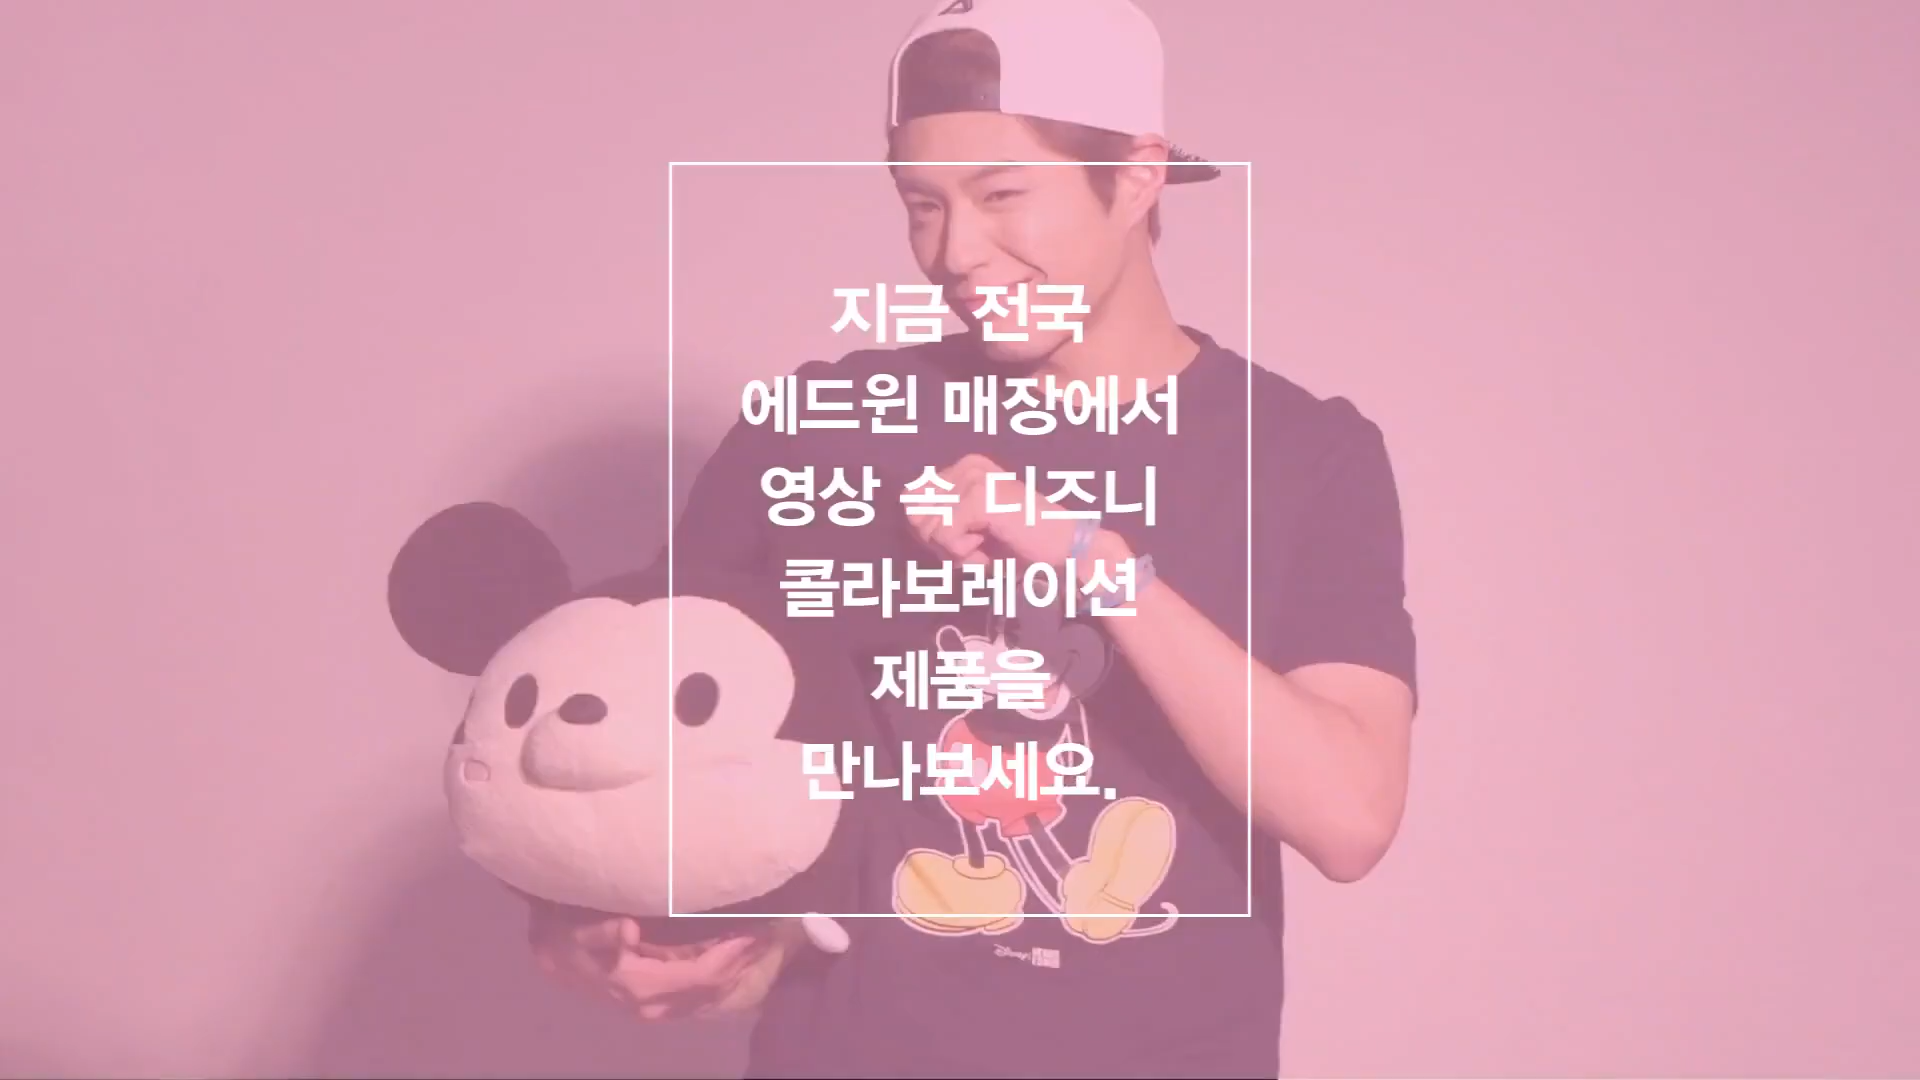 지금 전국
에드윈 매장에서
영상 속 디즈니
콜라보레이션
제품을
만나보세요.
Disney